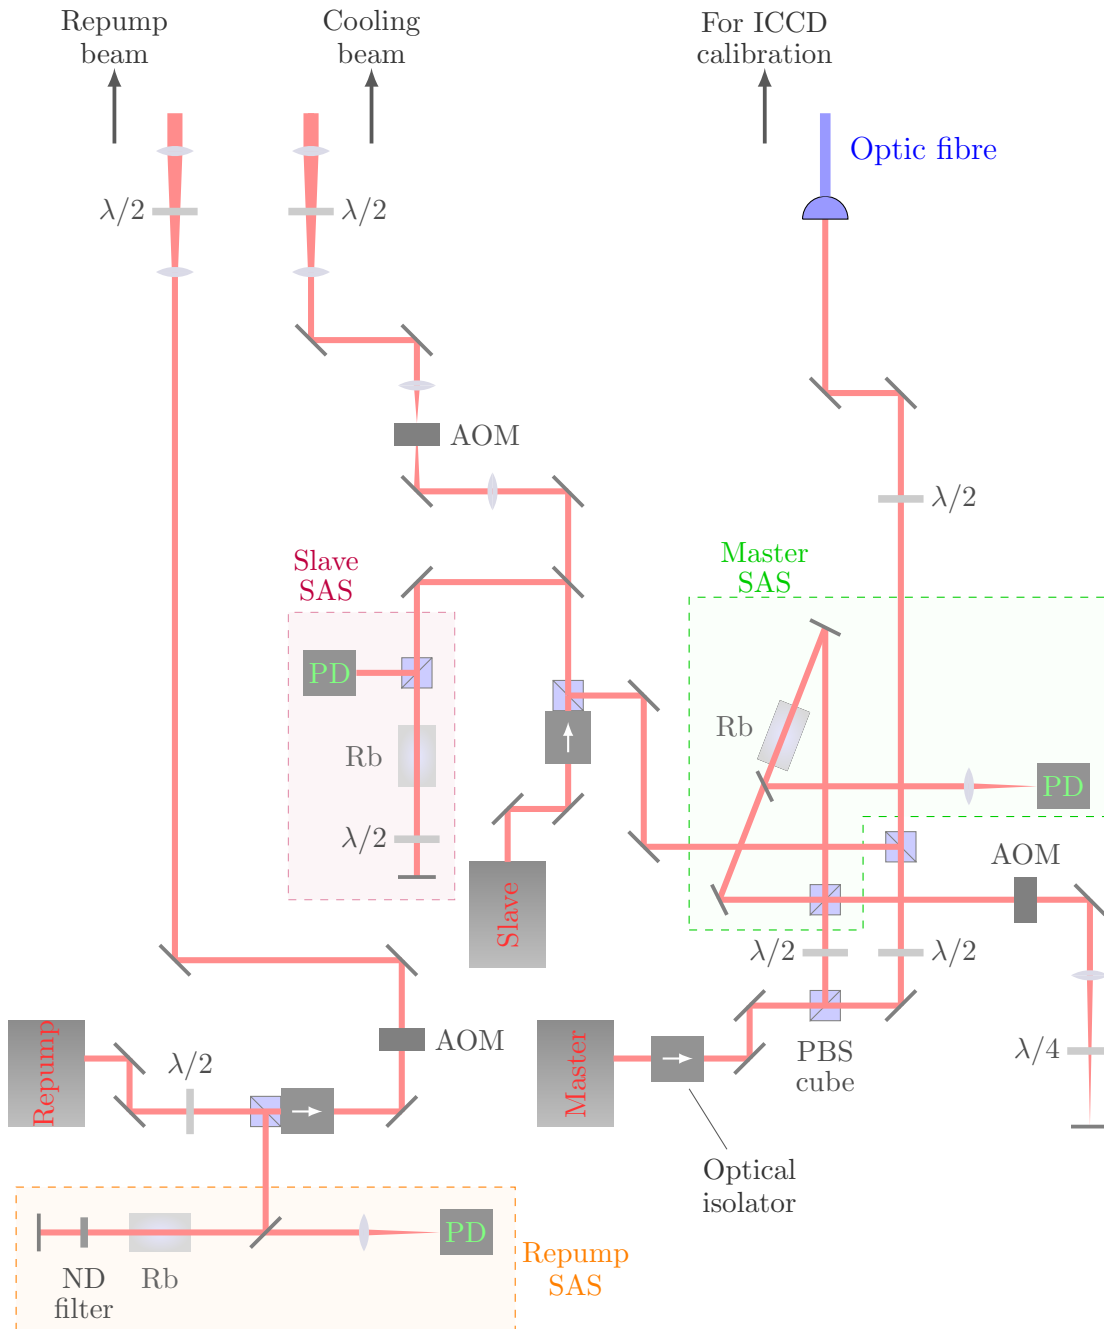 Repump
beam
Cooling
beam
For ICCD
calibration
Optic fibre
λ/2
λ/2
AOM
λ/2
Slave
SAS
Master
SAS
PD
Rb
Rb
PD
λ/2
AOM
Slave
λ/2
λ/2
Repump
λ/2
AOM
Master
PBS
cube
λ/4
Optical
isolator
PD
Repump
SAS
ND
filter
Rb